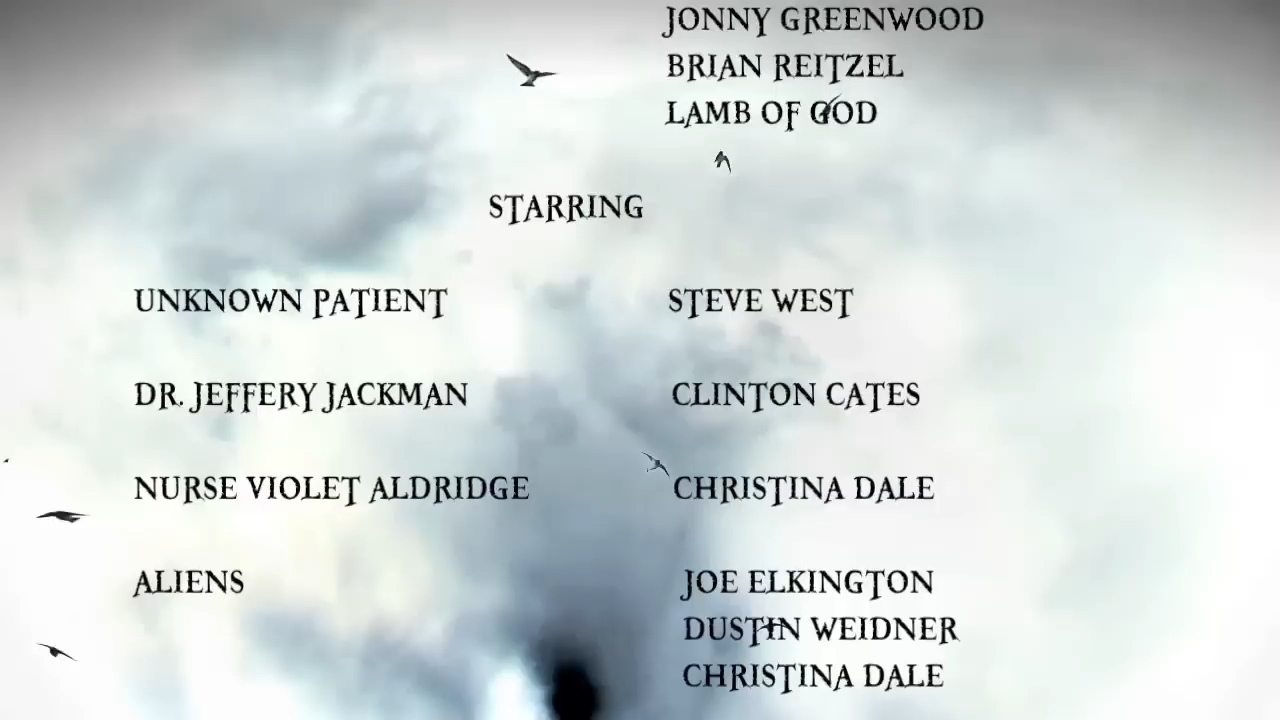 JONNY GREENWOOD
BRIAN REITZEL
LAMB OF GOD
STARRING
UNKNOWN PATIENT STEVE WEST
DR. JEFFERY JACKMAN CLINTON CATES
NURSE VIOLET ALDRIDGE CHRISTINA DALE
ALIENS JOE ELKINGTON
DUSTIN WEIDNER
CHRISTINA DALE